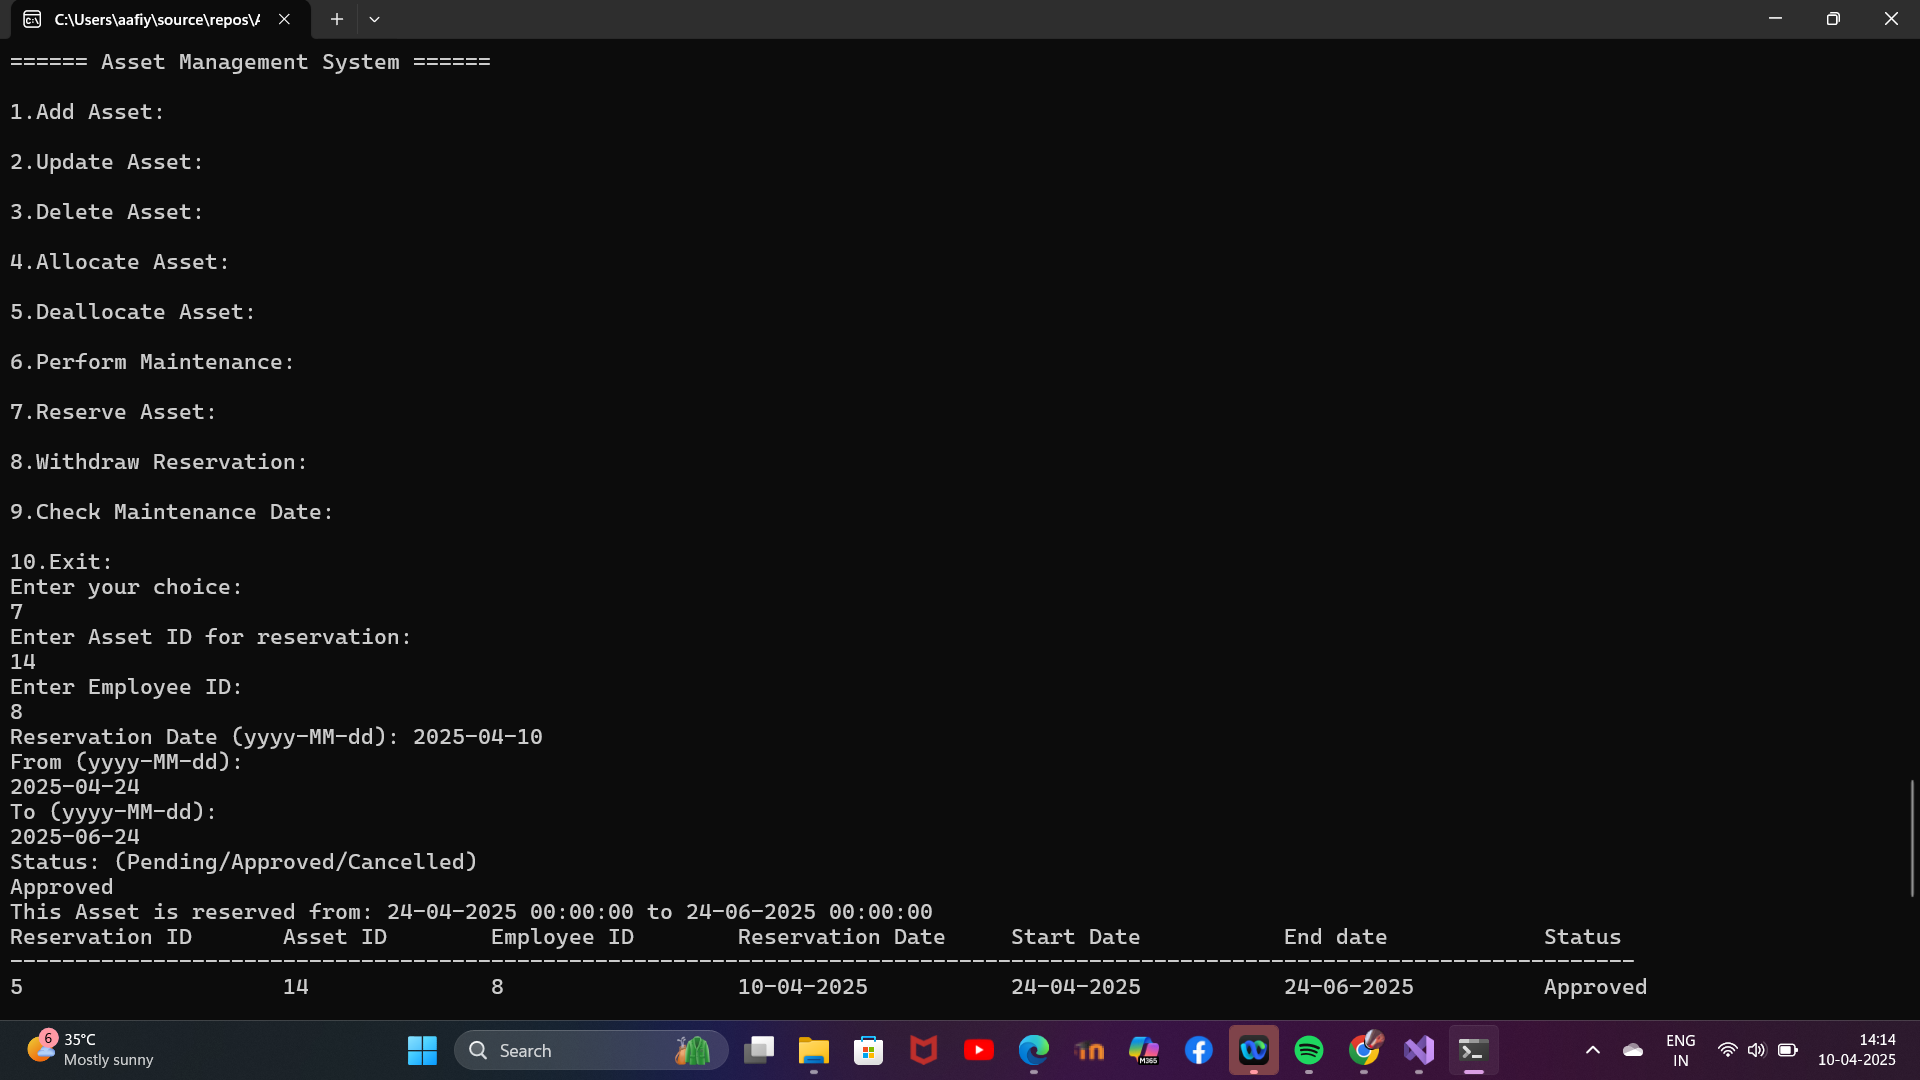 C:\Users\aafiy\source\repos\A
====== Asset Management System ======
1.Add Asset:
2.Update Asset:
3.Delete Asset:
4.Allocate Asset:
5.Deallocate Asset:
6.Perform Maintenance:
7.Reserve Asset:
8.Withdraw Reservation:
9.Check Maintenance Date:
10.Exit:
Enter your choice:
7
Enter Asset ID for reservation:
14
Enter Employee ID:
8
Reservation Date (yyyy-MM-dd): 2025-04-10
From (yyyy-MM-dd):
2025-04-24
To (yyyy-MM-dd):
2025-06-24
Status: (Pending/Approved/Cancelled)
Approved
This Asset is reserved from: 24-04-2025 00:00:00 to 24-06-2025 00:00:00
Reservation ID Asset ID Employee ID Reservation Date Start Date End date Status
-----------------------------------------------------------------------------------------------------------------------------
5 14 8 10-04-2025 24-04-2025 24-06-2025 Approved
6 35°C
Mostly sunny
Search
M365
ENG
IN
14:14
10-04-2025